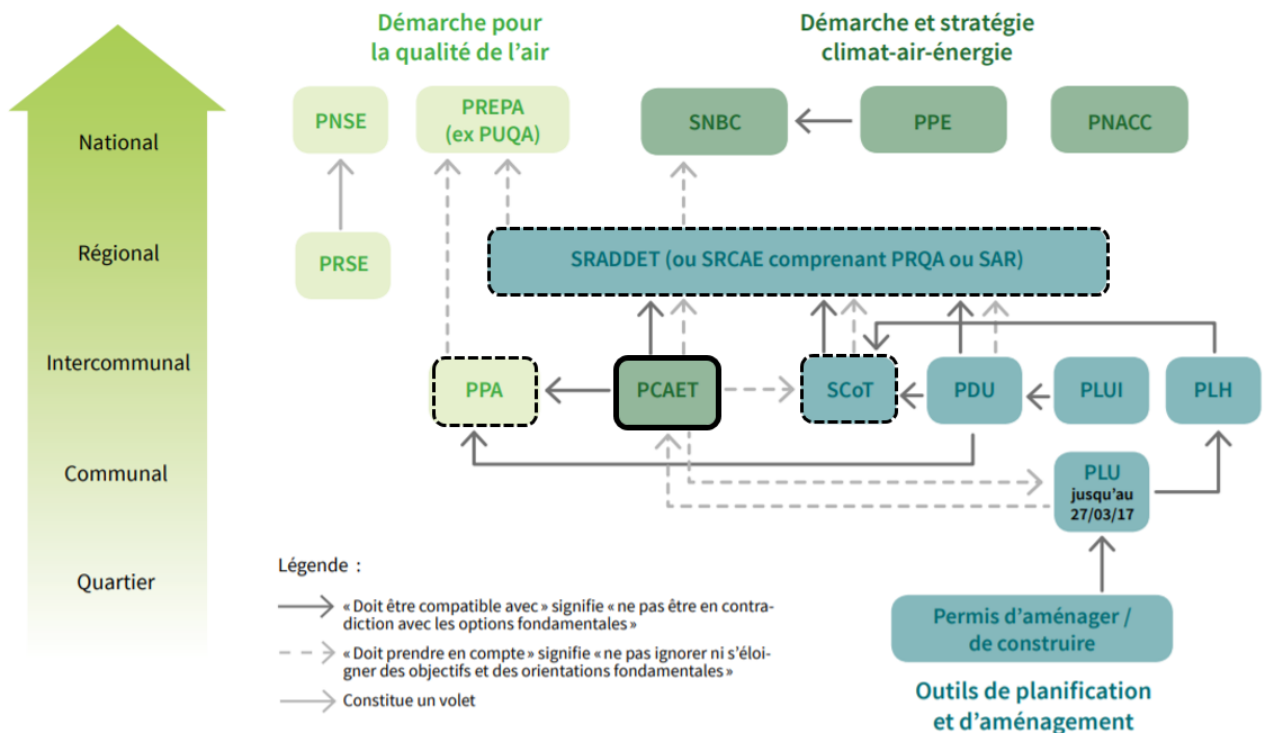 Démarche pour
la qualité de l’air
Démarche et stratégie
climat-air-énergie
National
PNSE
PREPA
(ex PUQA)
SNBC
PPE
PNACC
Régional
PRSE
SRADDET (ou SRCAE comprenant PRQA ou SAR)
Intercommunal
PPA
PCAET
SCoT
PDU
PLUI
PLH
Communal
PLU
jusqu’au
27/03/17
Quartier
Permis d’aménager /
de construire
Outils de planification
et d’aménagement
Légende :
« Doit être compatible avec » signifie « ne pas être en contra-
diction avec les options fondamentales »
« Doit prendre en compte » signifie « ne pas ignorer ni s’éloi-
gner des objectifs et des orientations fondamentales »
Constitue un volet